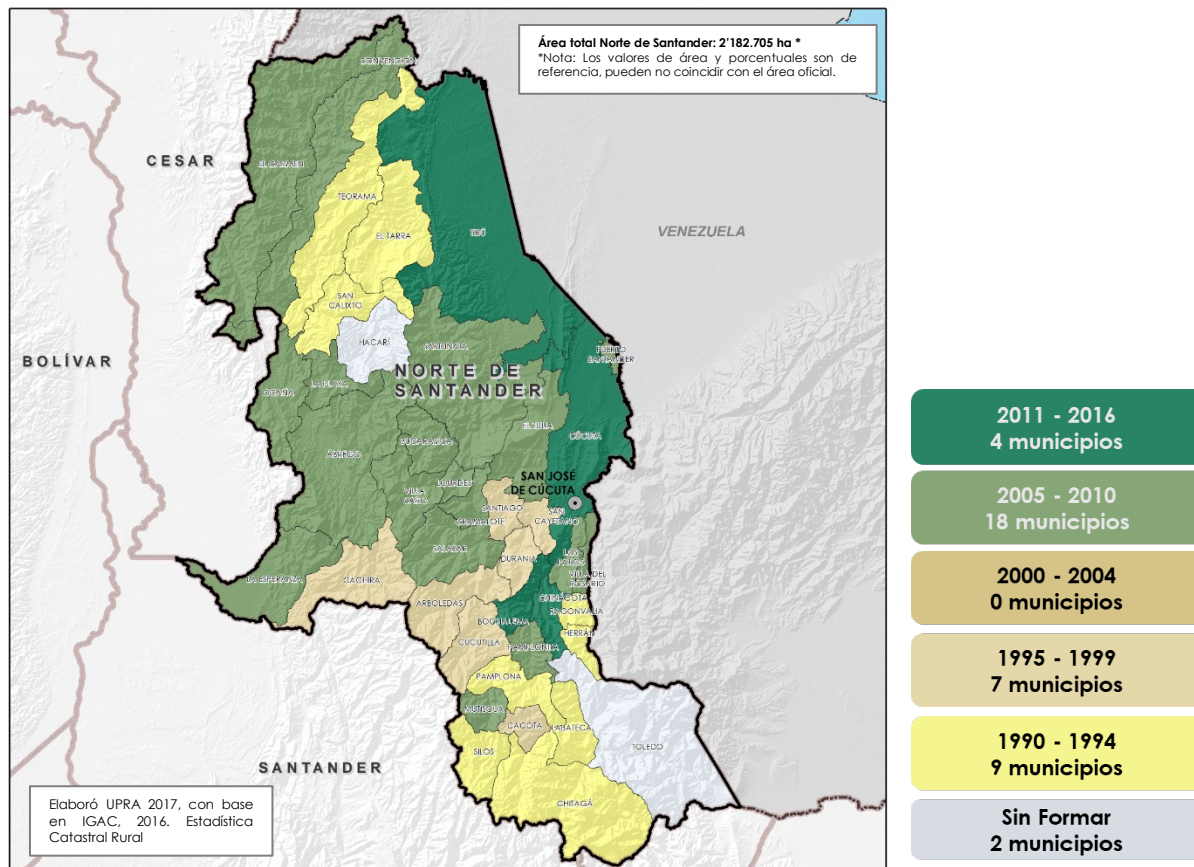 Área total Norte de Santander: 2'182.705 ha *
*Nota: Los valores de área y porcentuales son de
referencia, pueden no coincidir con el área oficial.
CONVENCIÓN
CESAR
EL CARMEN
TEORAMA
EL TARRA
TIBÚ
VENEZUELA
SAN
CALIXTO
HACARÍ
SARDINATA
PUERTO
SANTANDER
BOLÍVAR
NORTE DE
SANTANDER
OCAÑA
LA PLAYA
EL ZULIA
CÚCUTA
BUCARASICA
ÁBREGO
SAN JOSÉ
DE CÚCUTA
LOURDES
VILLA
CARO
SANTIAGO
SAN
CAYETANO
GRAMALOTE
SALAZAR
DURANIA
LOS
PATIOS
VILLA DEL
ROSARIO
LA ESPERANZA
CÁCHIRA
ARBOLEDAS
CHINÁCOTA
RAGONVALIA
BOCHALEMA
HERRÁN
CUCUTILLA
PAMPLONITA
PAMPLONA
MUTISCUA
CÁCOTA
LABATECA
SILOS
TOLEDO
CHITAGÁ
SANTANDER
Elaboró UPRA 2017, con base
en IGAC, 2016. Estadística
Catastral Rural
2011 - 2016
4 municipios
2005 - 2010
18 municipios
2000 - 2004
0 municipios
1995 - 1999
7 municipios
1990 - 1994
9 municipios
Sin Formar
2 municipios